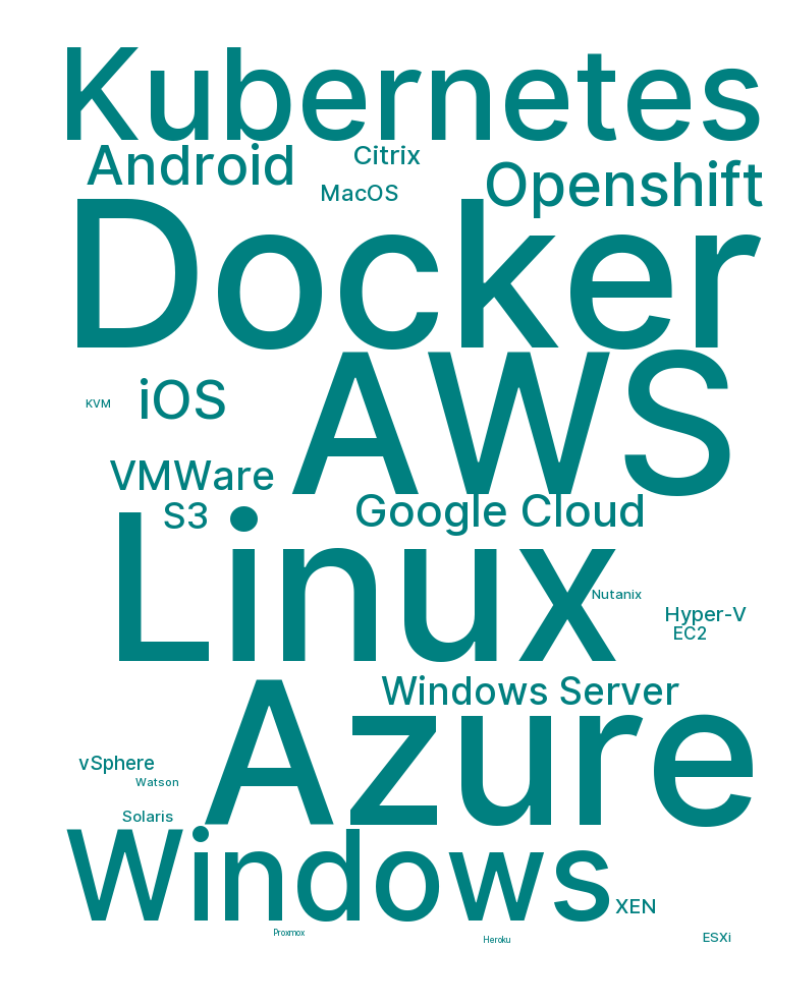 Kubernetes
Android
Citrix
MacOS
Openshift
Docker
AWS
KVM
iOS
VMWare
S3
Google Cloud
Linux
Nutanix
Hyper-V
EC2
Windows Server
Azure
vSphere
Watson
Solaris
Windows
XEN
Proxmox
Heroku
ESXi